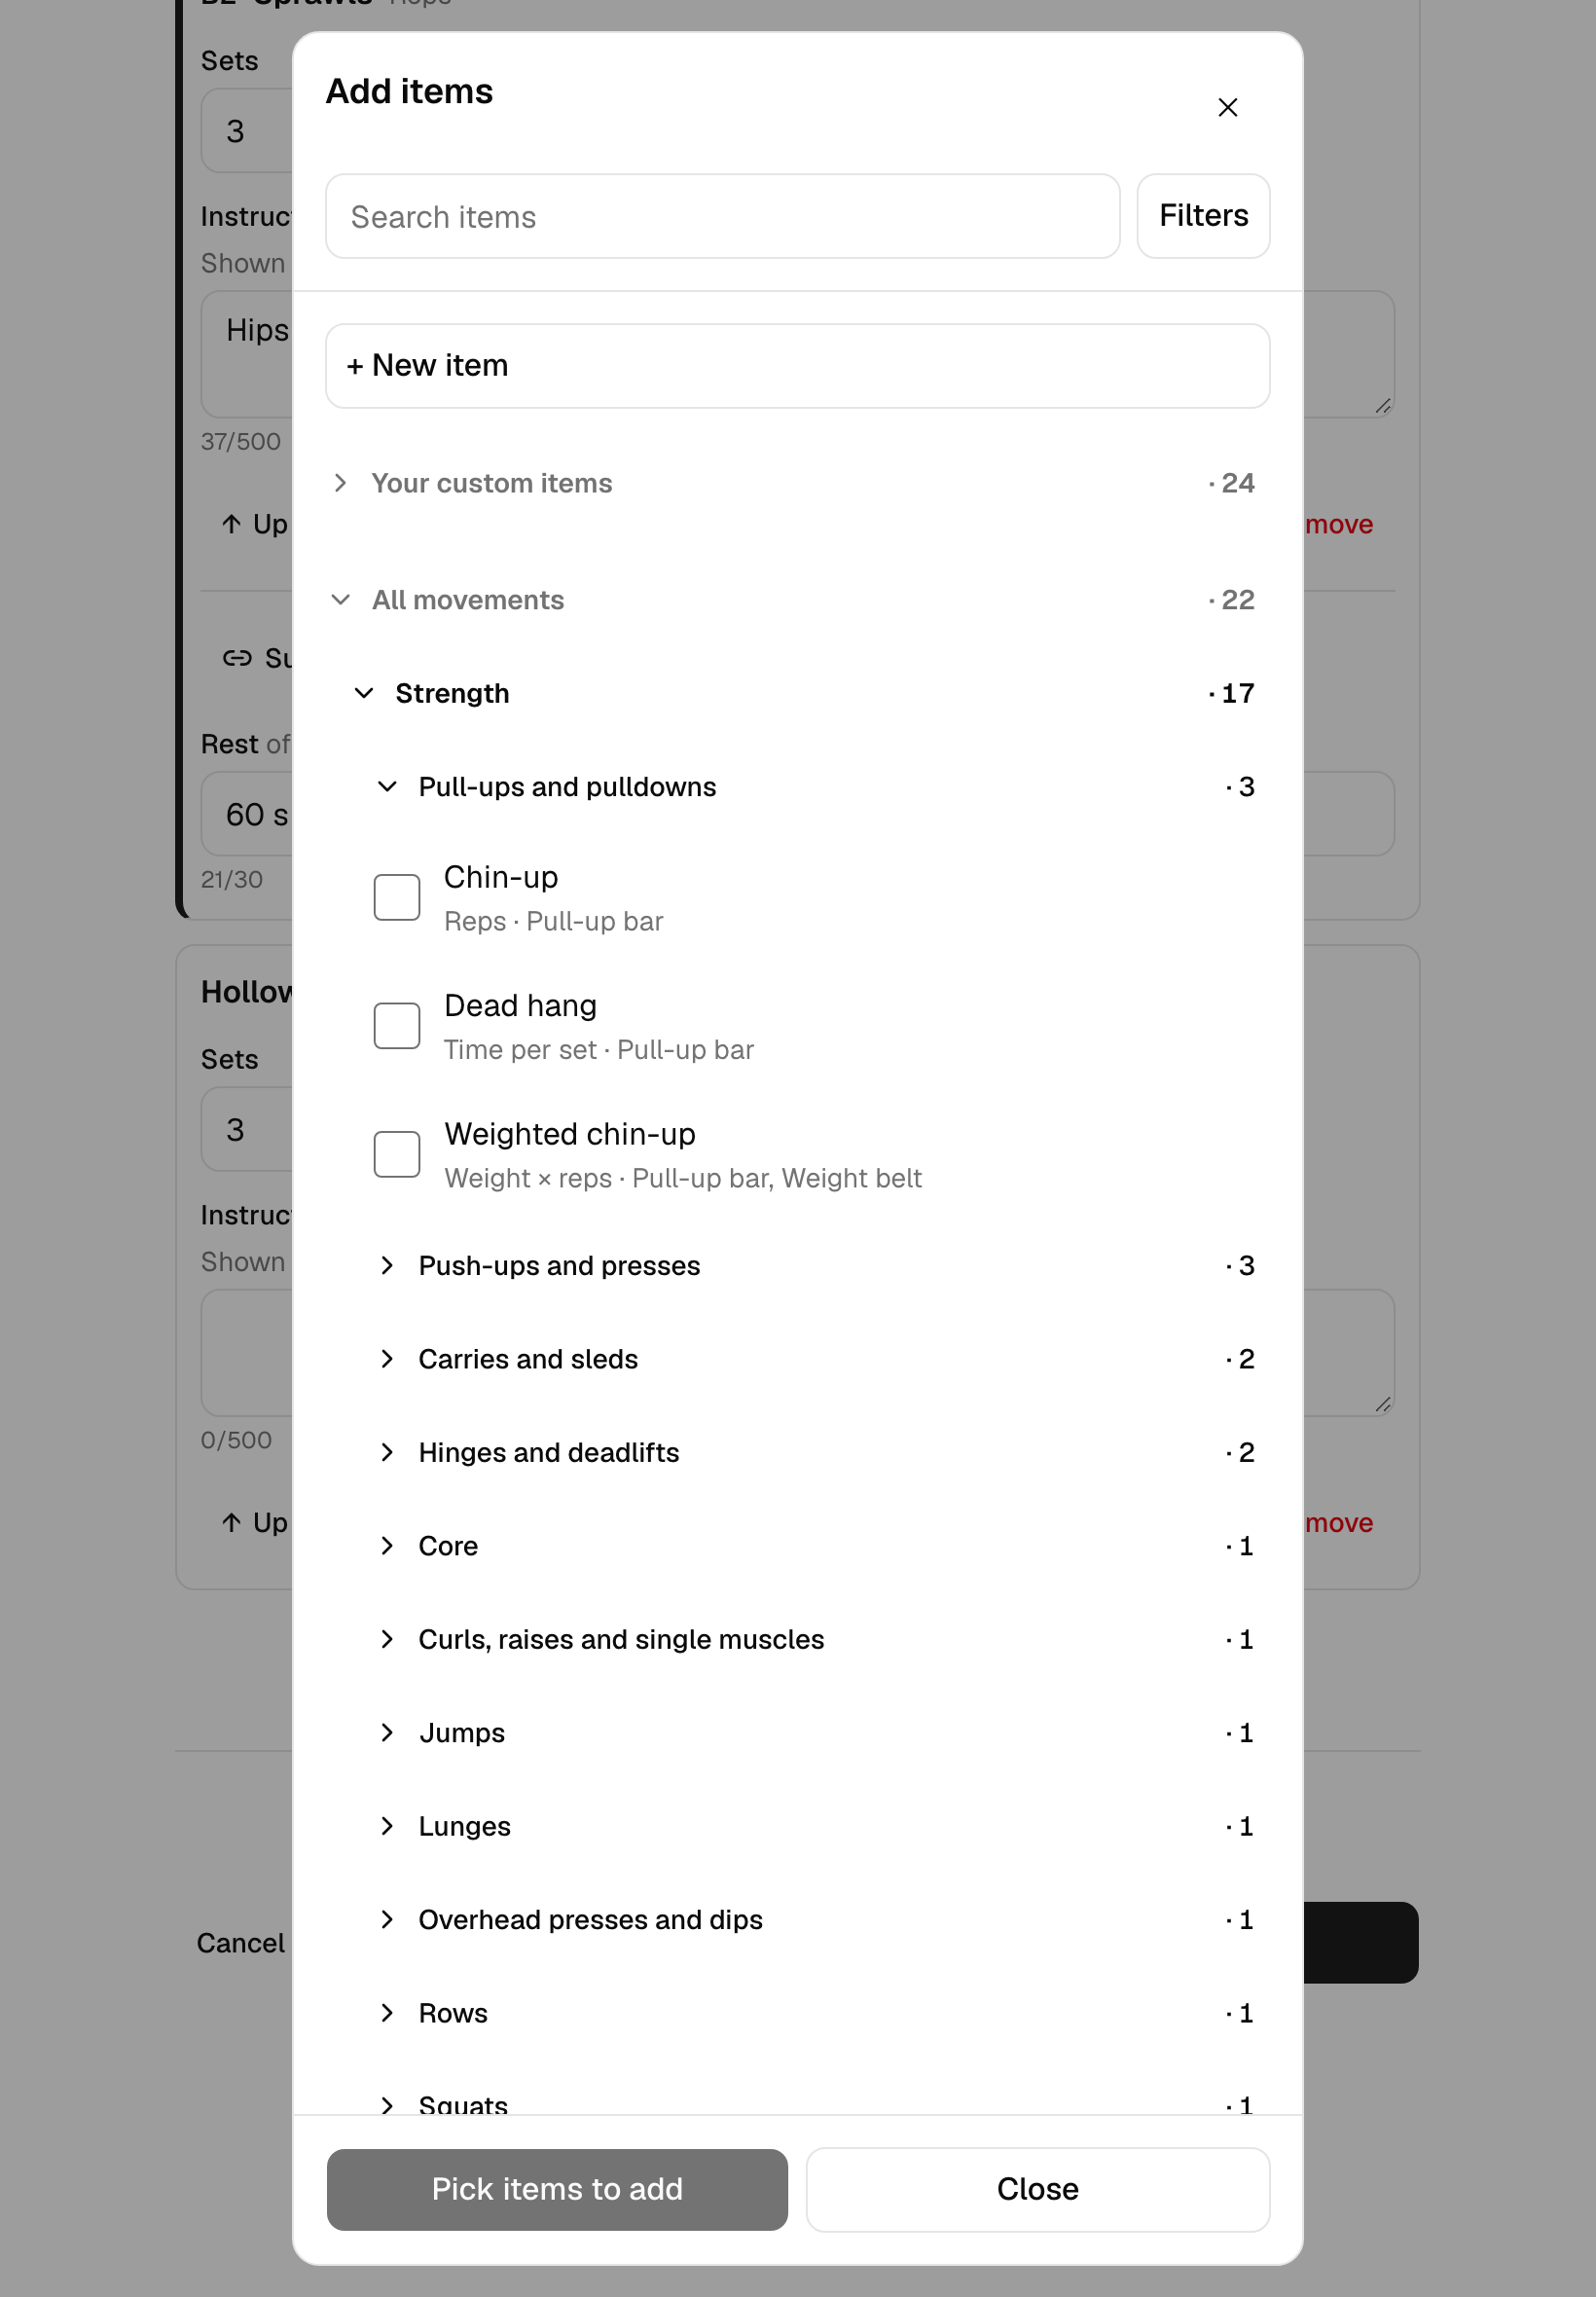 Sprawls
Sets
3
Shown
Hips
37/500
↑ Up
move
Rest of
60 s
21/30
Sets
3
Shown
0/500
↑ Up
move
Cancel
Add items
Search items
Filters
+ New item
Your custom items · 24
All movements · 22
Strength · 17
Pull-ups and pulldowns · 3
Chin-up
Reps · Pull-up bar
Dead hang
Time per set · Pull-up bar
Weighted chin-up
Weight × reps · Pull-up bar, Weight belt
Push-ups and presses · 3
Carries and sleds · 2
Hinges and deadlifts · 2
Core · 1
Curls, raises and single muscles · 1
Jumps · 1
Lunges · 1
Overhead presses and dips · 1
Rows · 1
Squats · 1
Pick items to add
Close